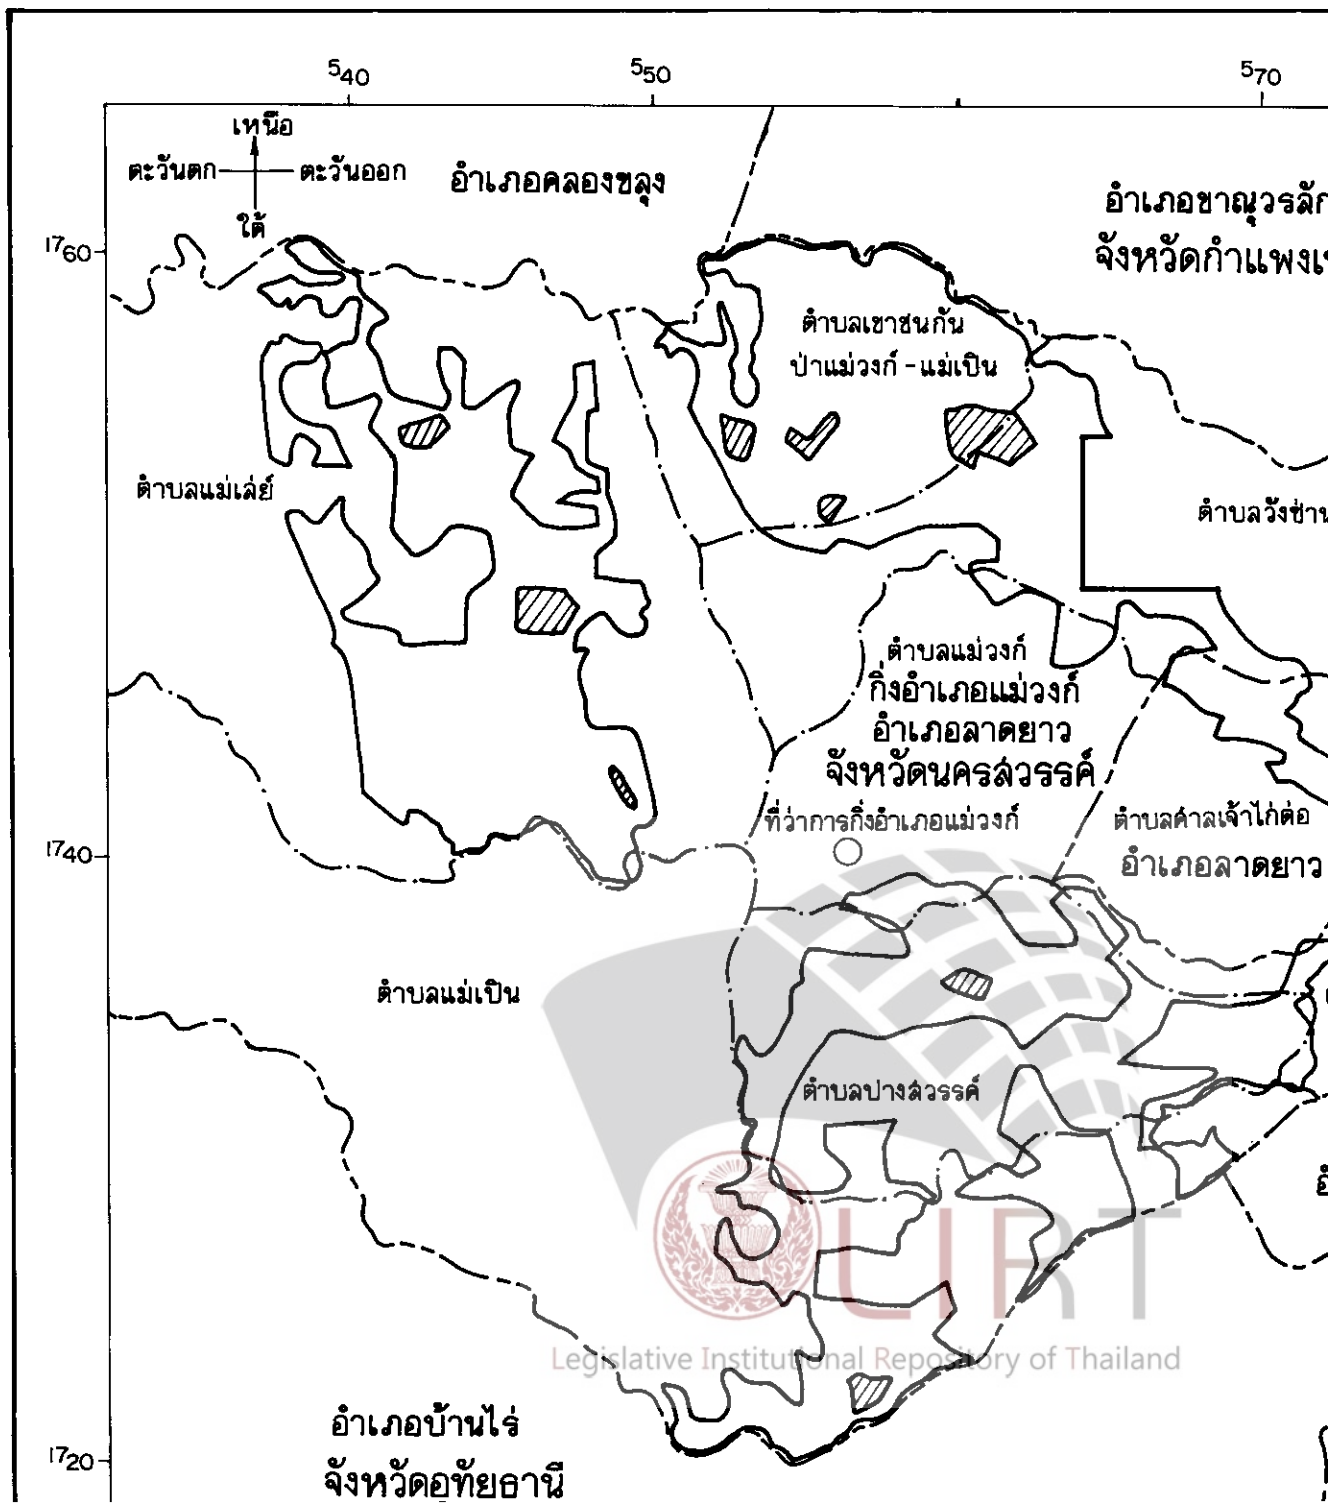 540
550
570
เหนือ
ตะวันตก
ตะวันออก
ใต้
อำเภอคลองขลุง
อำเภอขาณุวรลัก
จังหวัดกำแพงเ
1760
ตำบลเขาชนกัน
ป่าแม่วงก์-แม่เปิน
ตำบลแม่เล่ย์
ตำบลวังซ่าน
ตำบลแม่วงก์
กิ่งอำเภอแม่วงก์
อำเภอลาดยาว
จังหวัดนครสวรรค์
ที่ว่าการกิ่งอำเภอแม่วงก์
ตำบลศาลเจ้าไก่ต่อ
อำเภอลาดยาว
1740
ตำบลแม่เปิน
ตำบลปางสวรรค์
LIRT
Legislative Institutional Repository of Thailand
อำเภอบ้านไร่
จังหวัดอุทัยธานี
1720